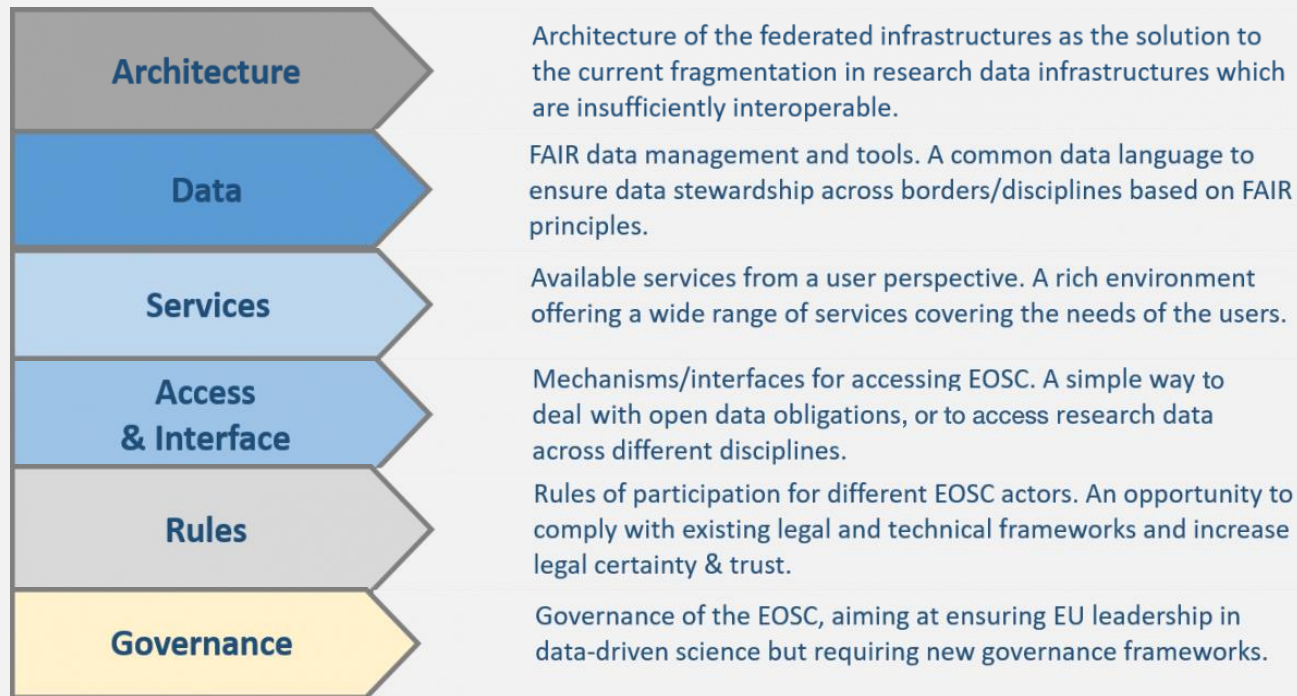 Architecture
Architecture of the federated infrastructures as the solution to
the current fragmentation in research data infrastructures which
are insufficiently interoperable.
Data
FAIR data management and tools. A common data language to
ensure data stewardship across borders/disciplines based on FAIR
principles.
Services
Available services from a user perspective. A rich environment
offering a wide range of services covering the needs of the users.
Access
& Interface
Mechanisms/interfaces for accessing EOSC. A simple way to
deal with open data obligations, or to access research data
across different disciplines.
Rules
Rules of participation for different EOSC actors. An opportunity to
comply with existing legal and technical frameworks and increase
legal certainty & trust.
Governance
Governance of the EOSC, aiming at ensuring EU leadership in
data-driven science but requiring new governance frameworks.